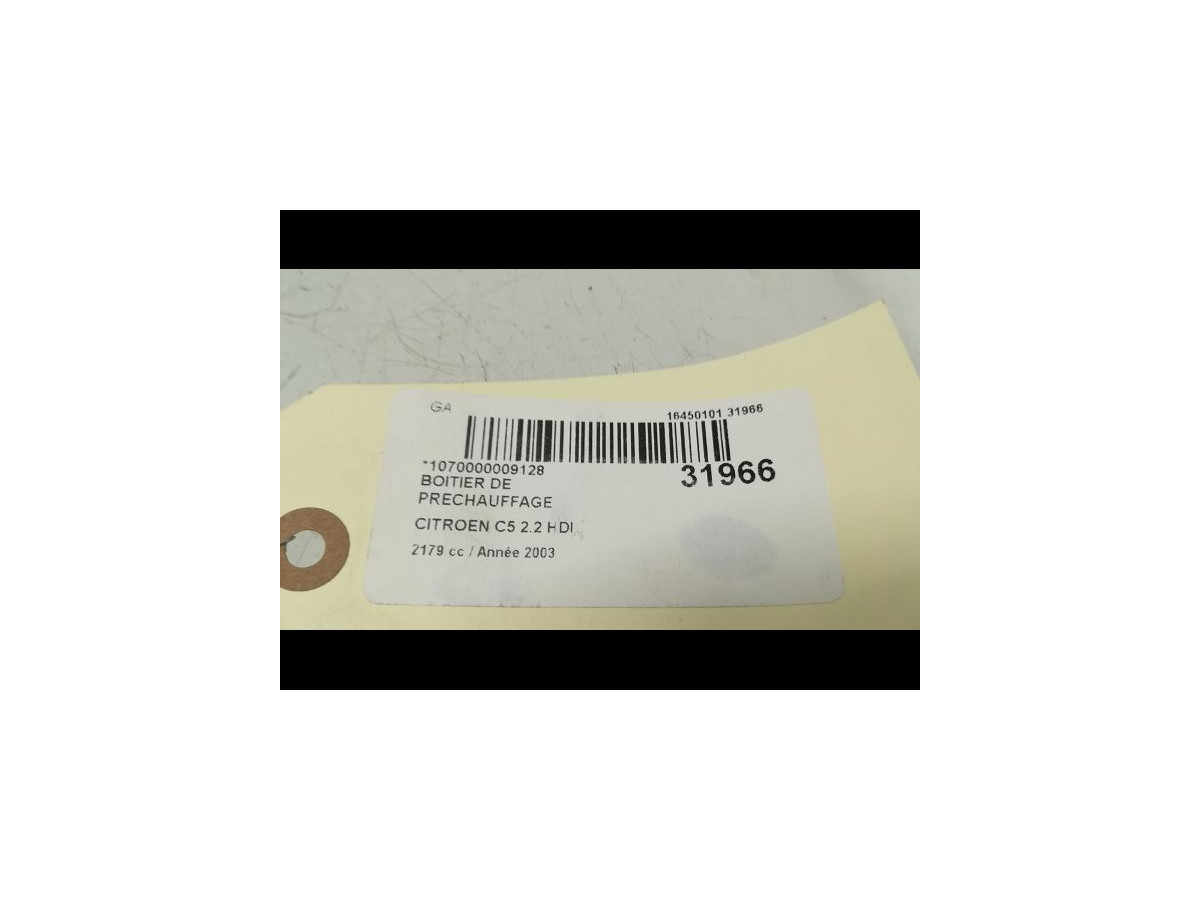 GA
16450101 31966
*1070000009128
31966
BOITIER DE
PRECHAUFFAGE
CITROEN C5 2.2 HDI
2179 cc / Année 2003